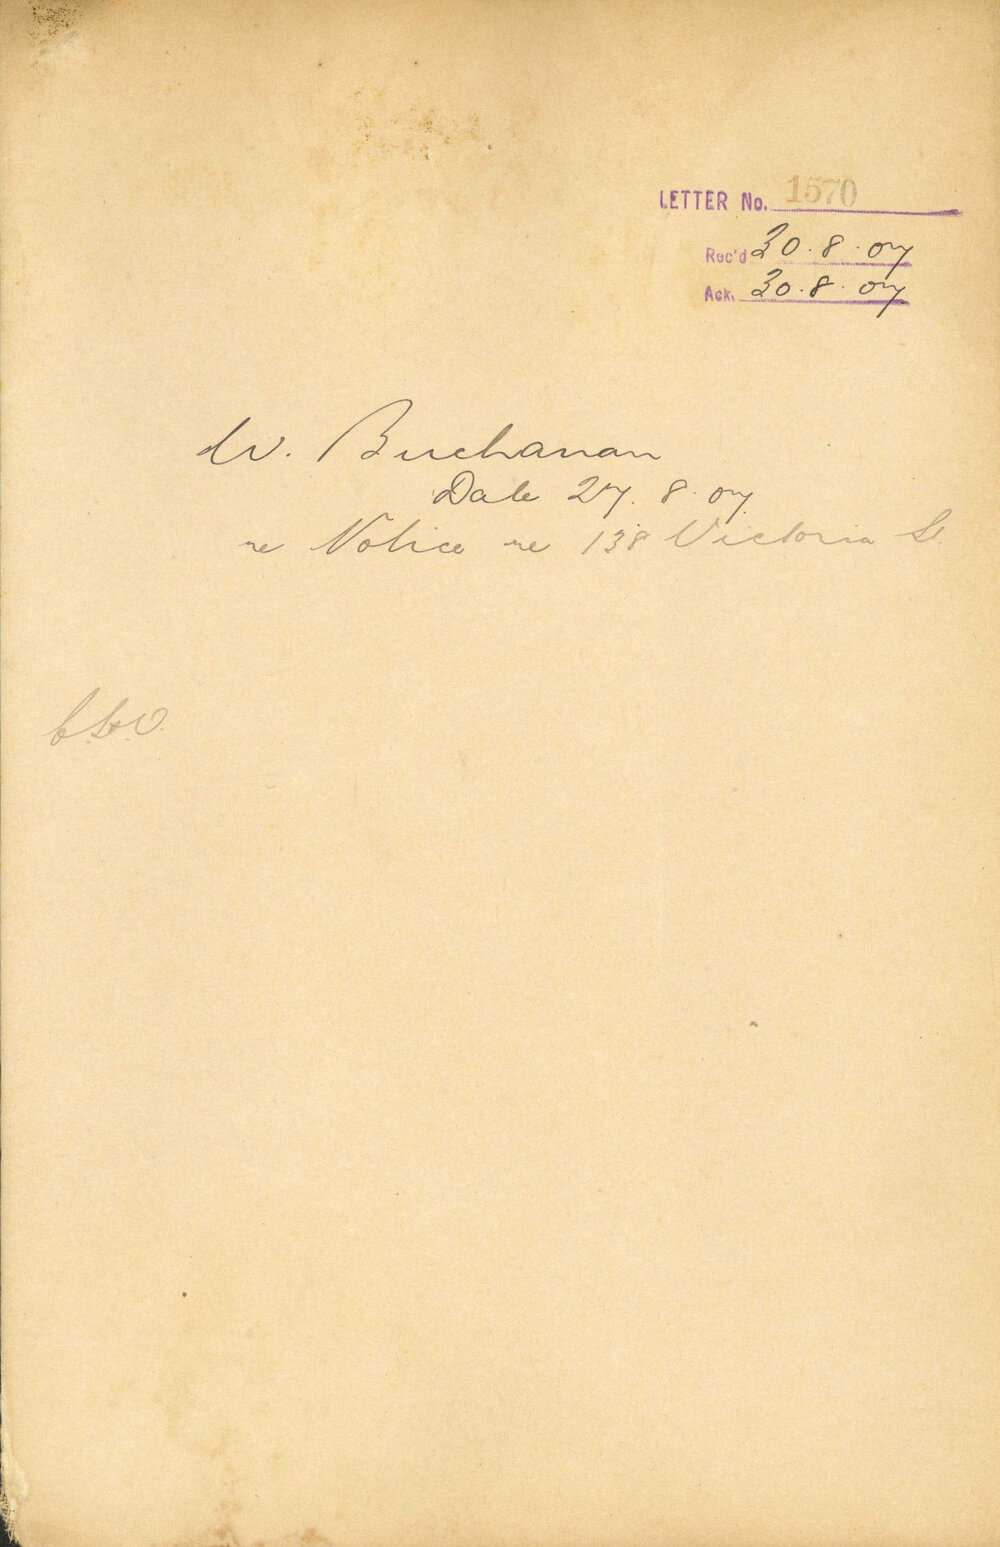 LETTER No. 1570
Rec'd 30.8.07
Ack. 30.8.07
W. Buchanan
Date 27.8.07
re Notice re 138 Victoria St.